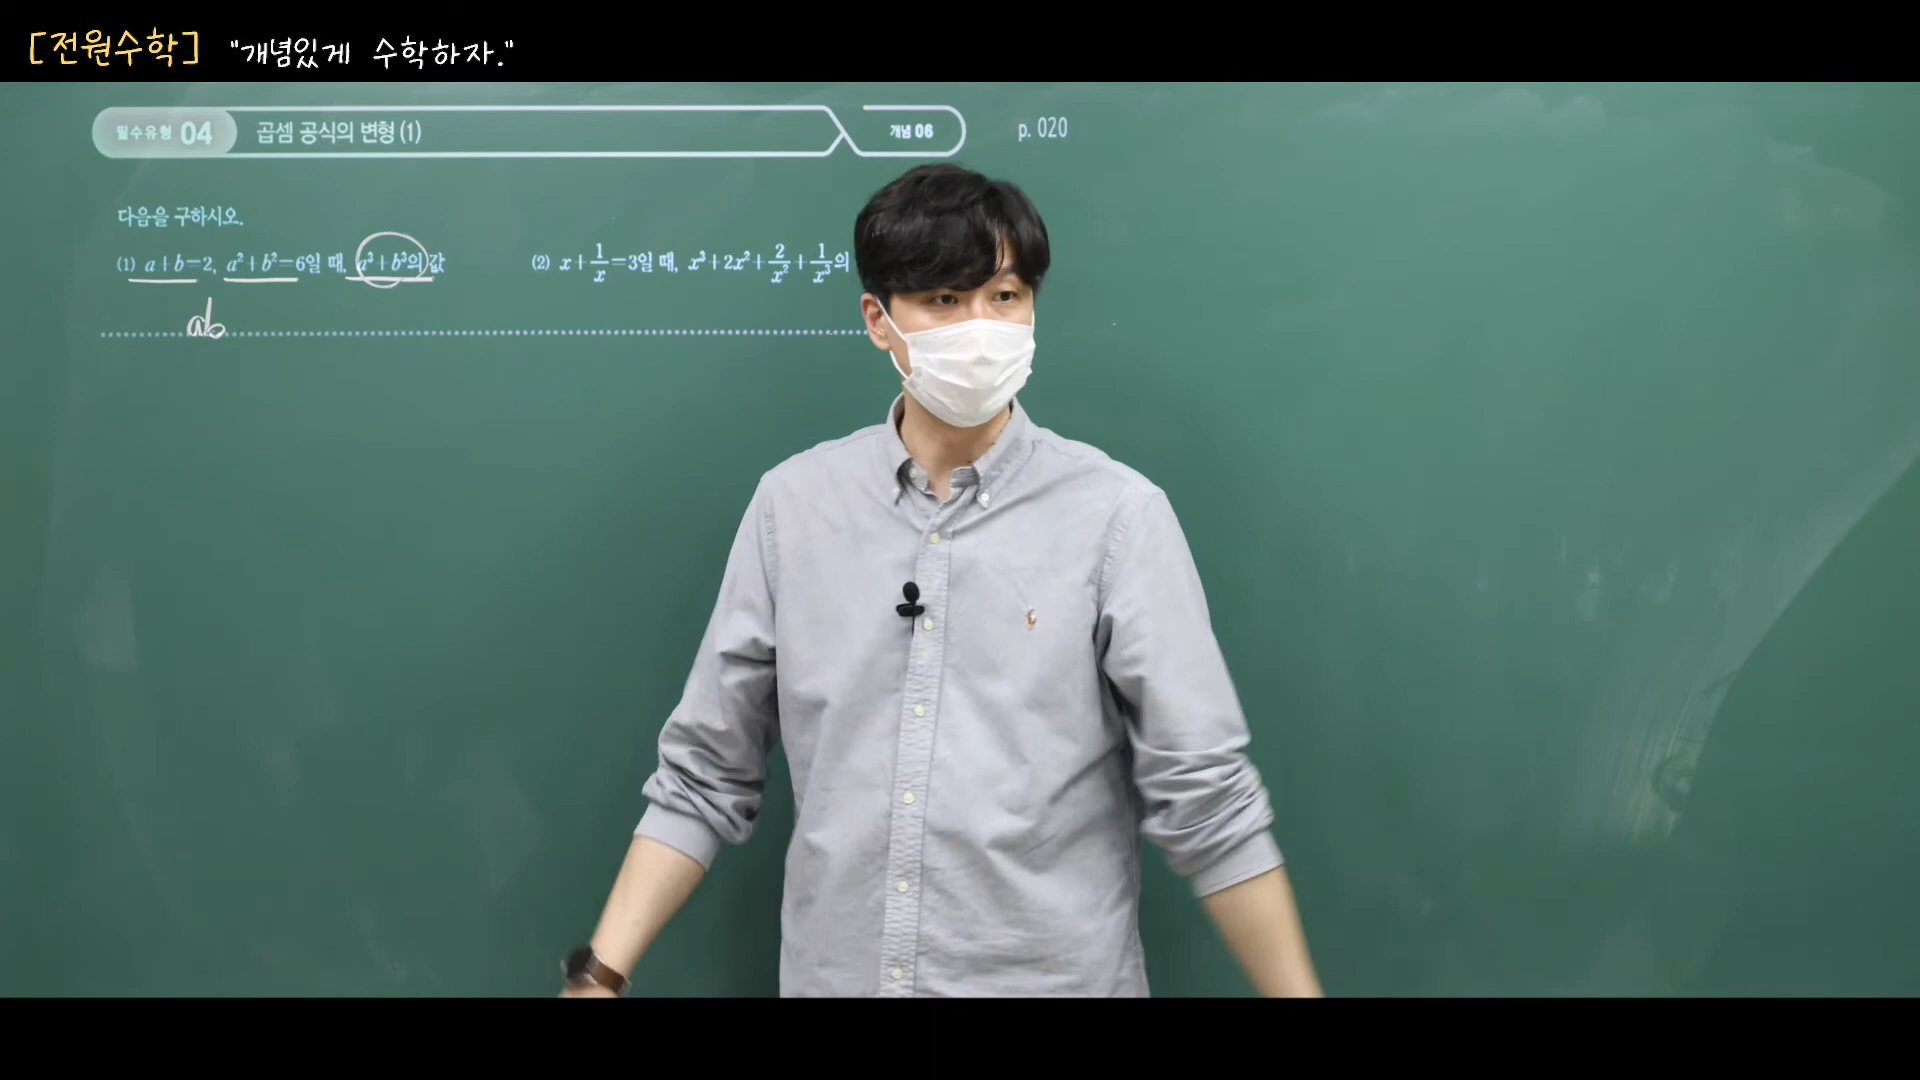 [전원수학] "개념있게 수학하자."
필수유형 04 곱셈 공식의 변형 (1) 개념 06 p. 020
다음을 구하시오.
(1) a+b=2, a²+b²=6일 때, a³+b³의 값 (2) x+1/x=3일 때, x³+2x²+2/x²+1/x³의
ab